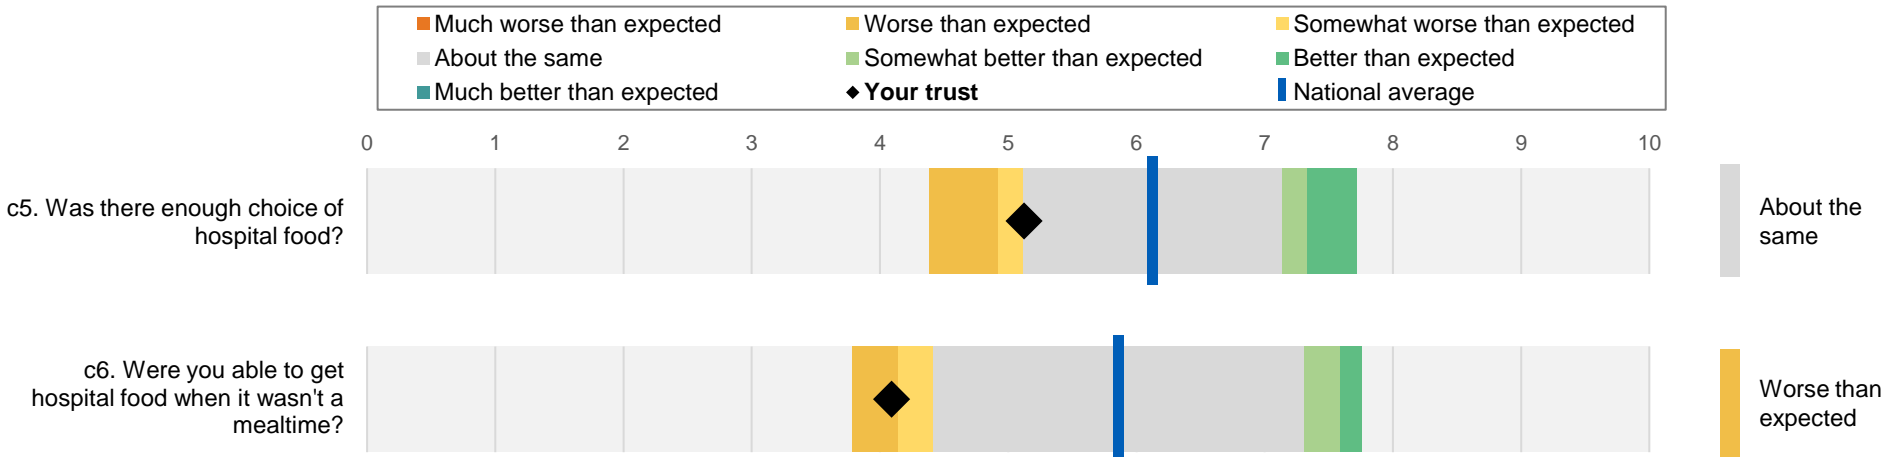 Much worse than expected
Worse than expected
Somewhat worse than expected
About the same
Somewhat better than expected
Better than expected
Much better than expected
Your trust
National average
0 1 2 3 4 5 6 7 8 9 10
c5. Was there enough choice of
hospital food?
About the
same
c6. Were you able to get
hospital food when it wasn't a
mealtime?
Worse than
expected